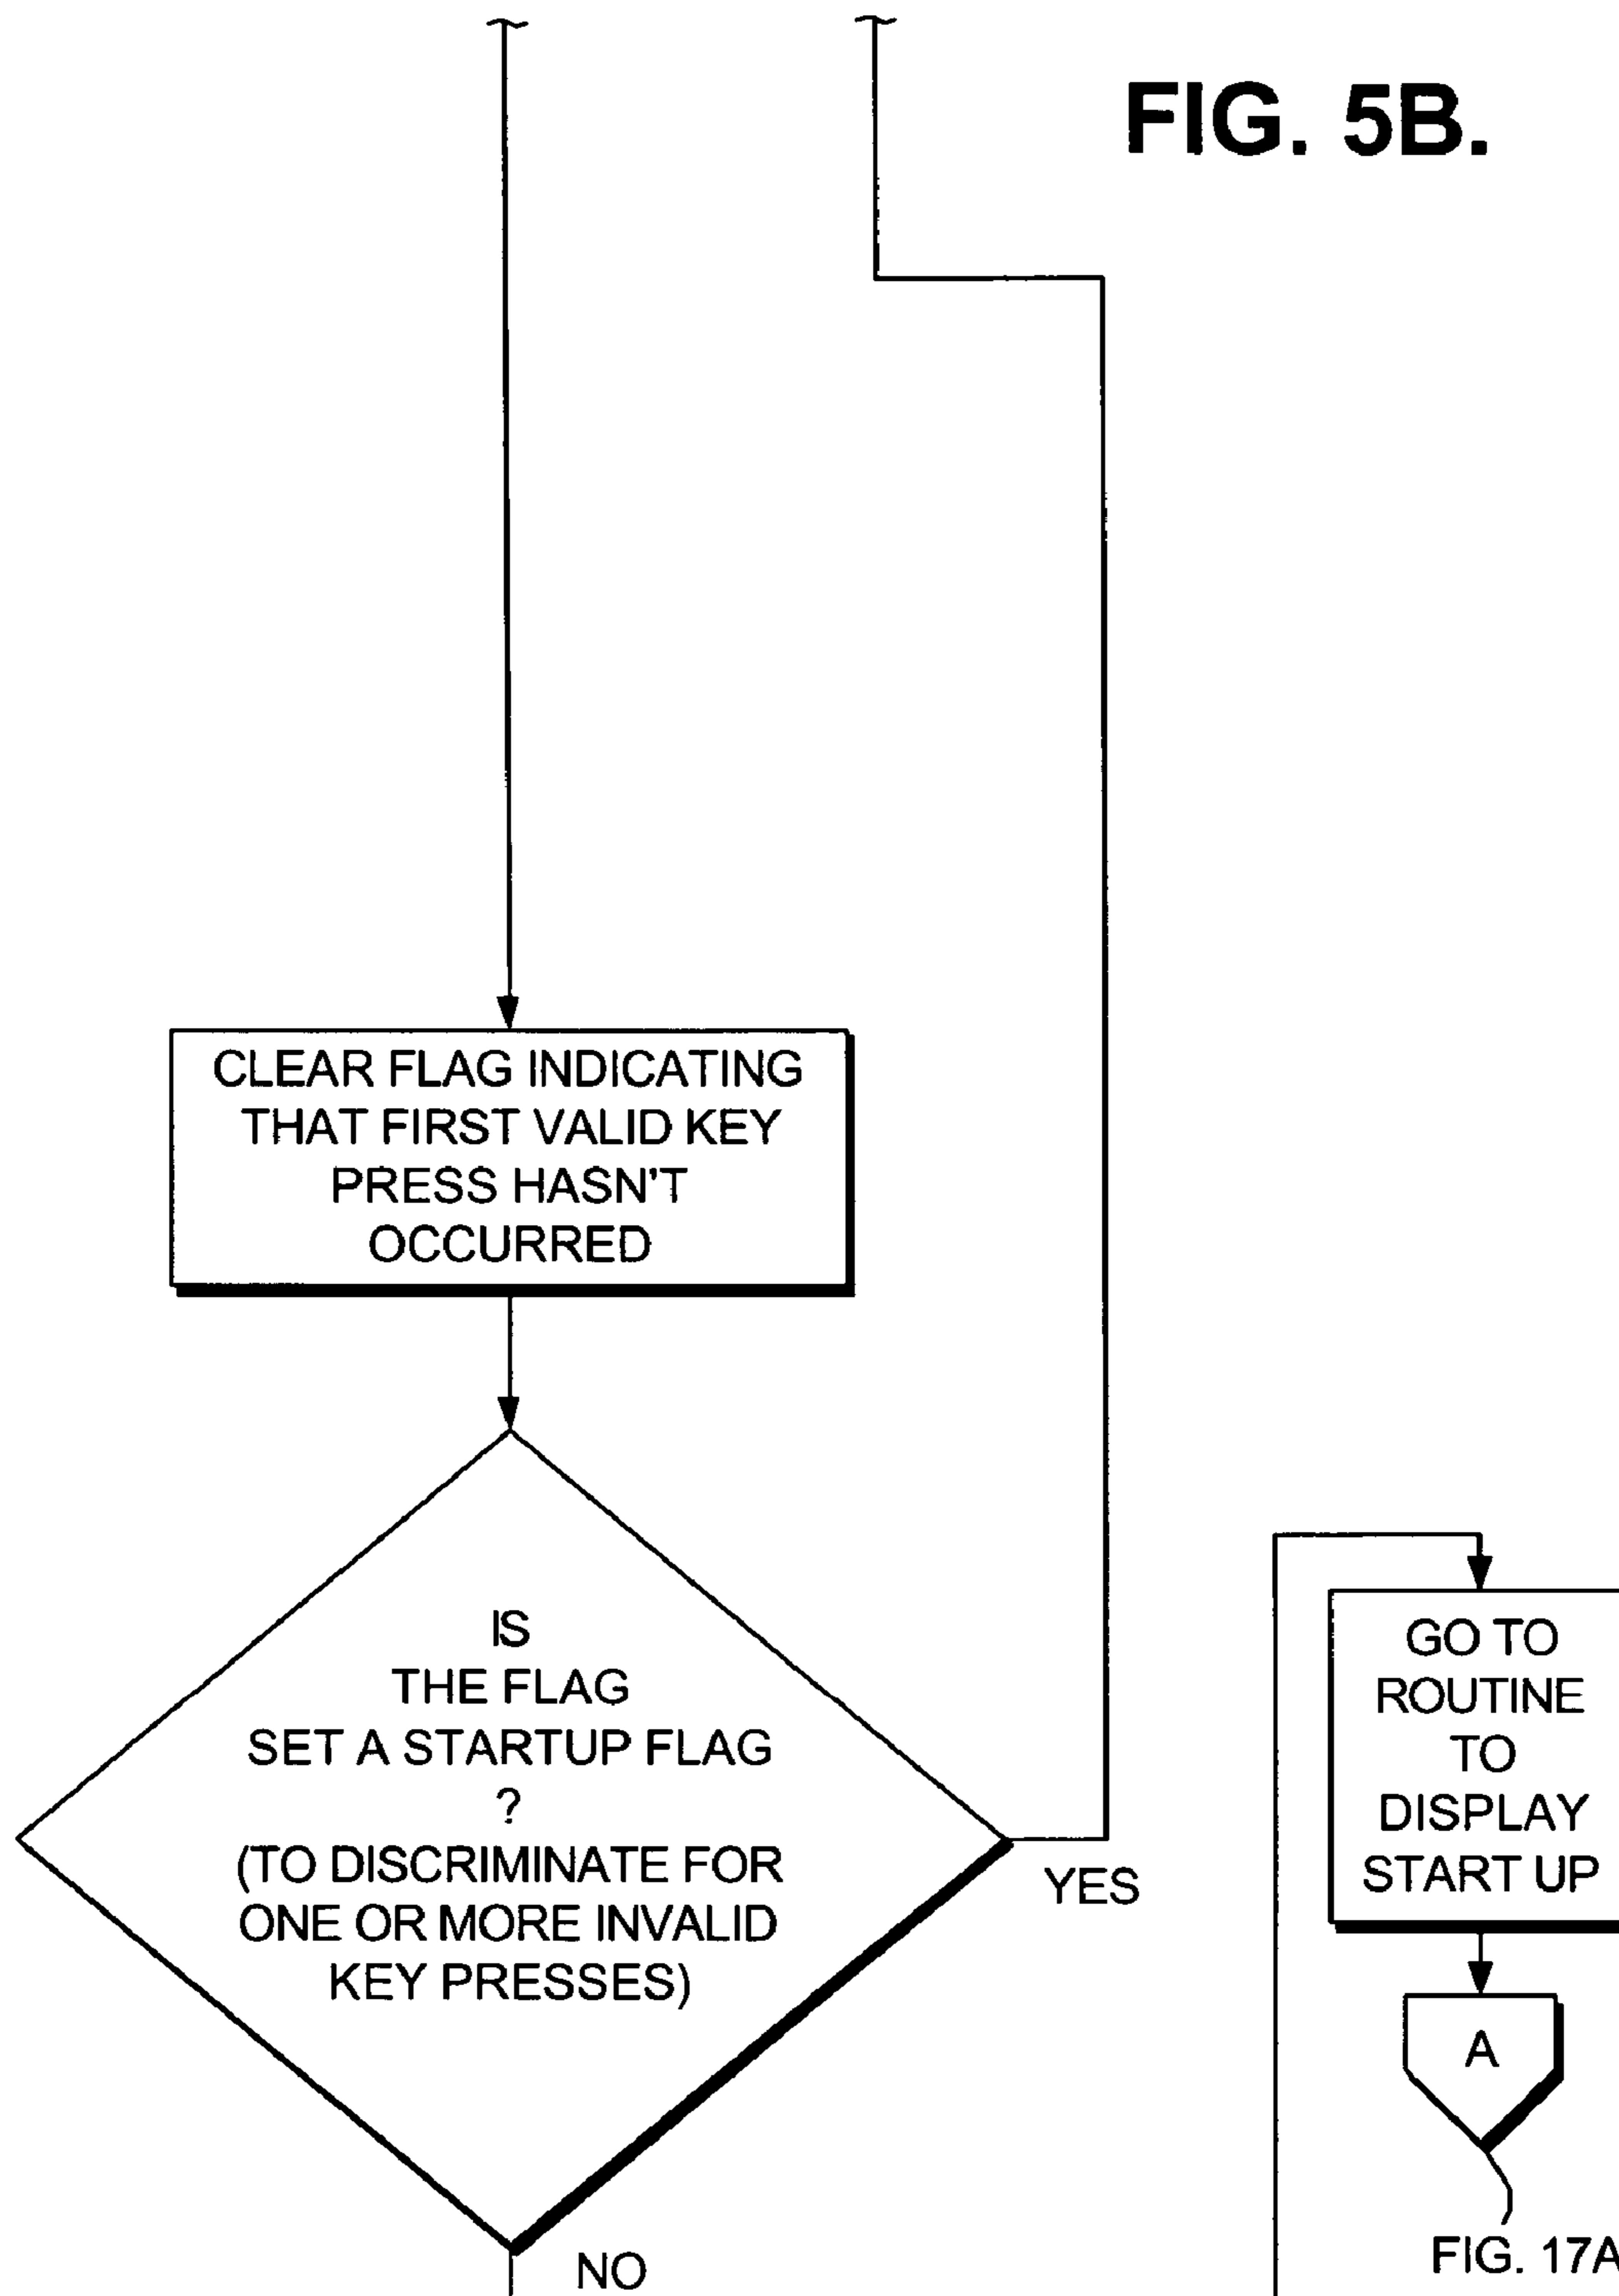 FIG. 5B.
CLEAR FLAG INDICATING
THAT FIRST VALID KEY
PRESS HASN'T
OCCURRED
IS
THE FLAG
SET A STARTUP FLAG
?
(TO DISCRIMINATE FOR
ONE OR MORE INVALID
KEY PRESSES)
YES
NO
GO TO
ROUTINE
TO
DISPLAY
START UP
A
FIG. 17A